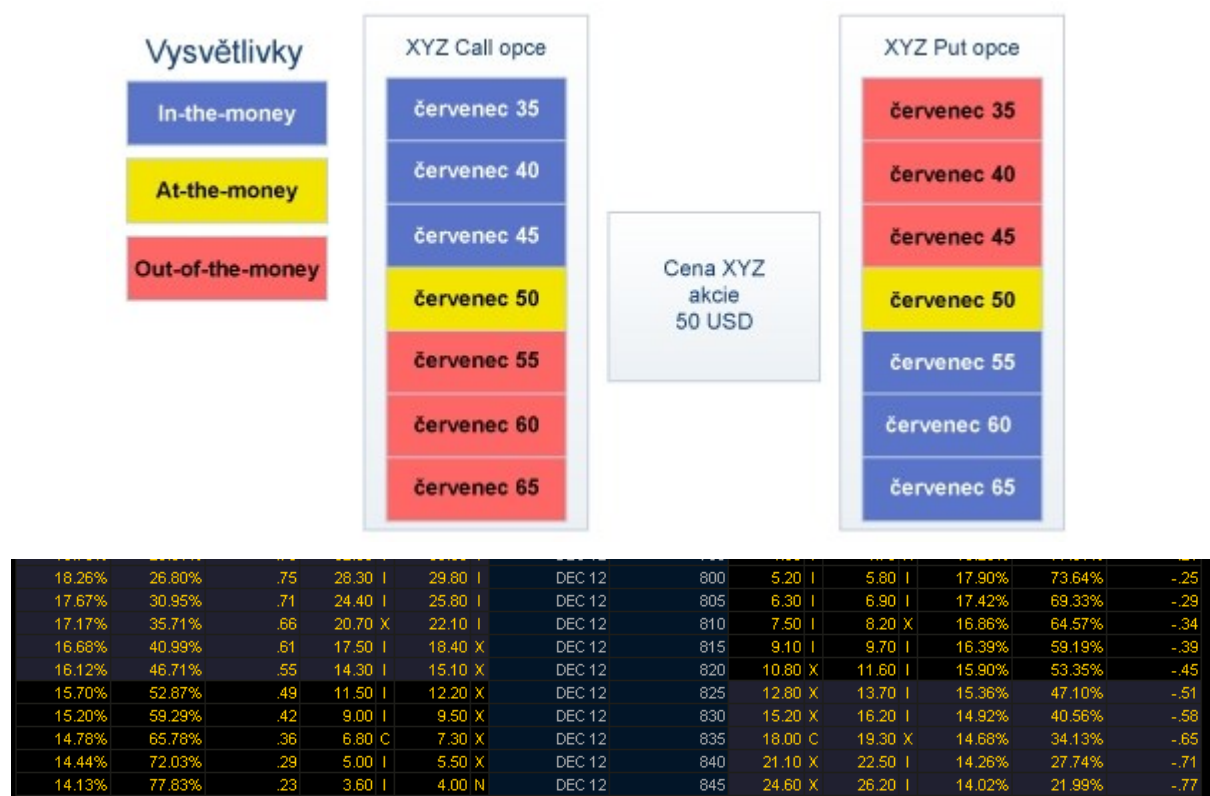 Vysvětlivky
In-the-money
At-the-money
Out-of-the-money
XYZ Call opce
červenec 35
červenec 40
červenec 45
červenec 50
červenec 55
červenec 60
červenec 65
Cena XYZ
akcie
50 USD
XYZ Put opce
červenec 35
červenec 40
červenec 45
červenec 50
červenec 55
červenec 60
červenec 65
18.26% 26.80% .75 28.30 I 29.80 I DEC 12 800 5.20 I 5.80 I 17.90% 73.64% -.25
17.67% 30.95% .71 24.40 I 25.80 I DEC 12 805 6.30 I 6.90 I 17.42% 69.33% -.29
17.17% 35.71% .66 20.70 X 22.10 I DEC 12 810 7.50 I 8.20 X 16.86% 64.57% -.34
16.68% 40.99% .61 17.50 I 18.40 X DEC 12 815 9.10 I 9.70 I 16.39% 59.19% -.39
16.12% 46.71% .55 14.30 I 15.10 X DEC 12 820 10.80 X 11.60 I 15.90% 53.35% -.45
15.70% 52.87% .49 11.50 I 12.20 X DEC 12 825 12.80 X 13.70 I 15.36% 47.10% -.51
15.20% 59.29% .42 9.00 I 9.50 X DEC 12 830 15.20 X 16.20 I 14.92% 40.56% -.58
14.78% 65.78% .36 6.80 C 7.30 X DEC 12 835 18.00 C 19.30 X 14.68% 34.13% -.65
14.44% 72.03% .29 5.00 I 5.50 X DEC 12 840 21.10 X 22.50 I 14.26% 27.74% -.71
14.13% 77.83% .23 3.60 I 4.00 N DEC 12 845 24.60 X 26.20 I 14.02% 21.99% -.77